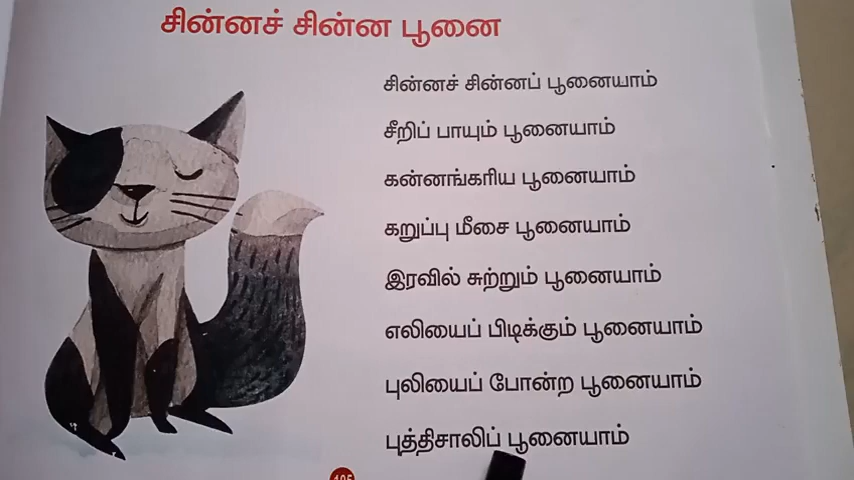 சின்னச் சின்ன பூனை
சின்னச் சின்னப் பூனையாம்
சீறிப் பாயும் பூனையாம்
கன்னங்கரிய பூனையாம்
கறுப்பு மீசை பூனையாம்
இரவில் சுற்றும் பூனையாம்
எலியைப் பிடிக்கும் பூனையாம்
புலியைப் போன்ற பூனையாம்
புத்திசாலிப் பூனையாம்